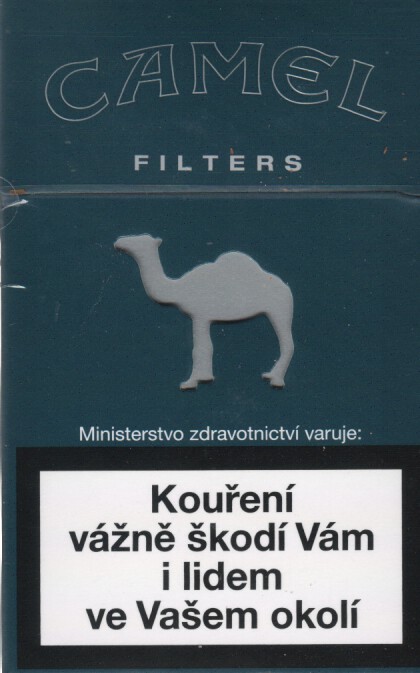 CAMEL
FILTERS
Ministerstvo zdravotnictví varuje:
Kouření
vážně škodí Vám
i lidem
ve Vašem okolí